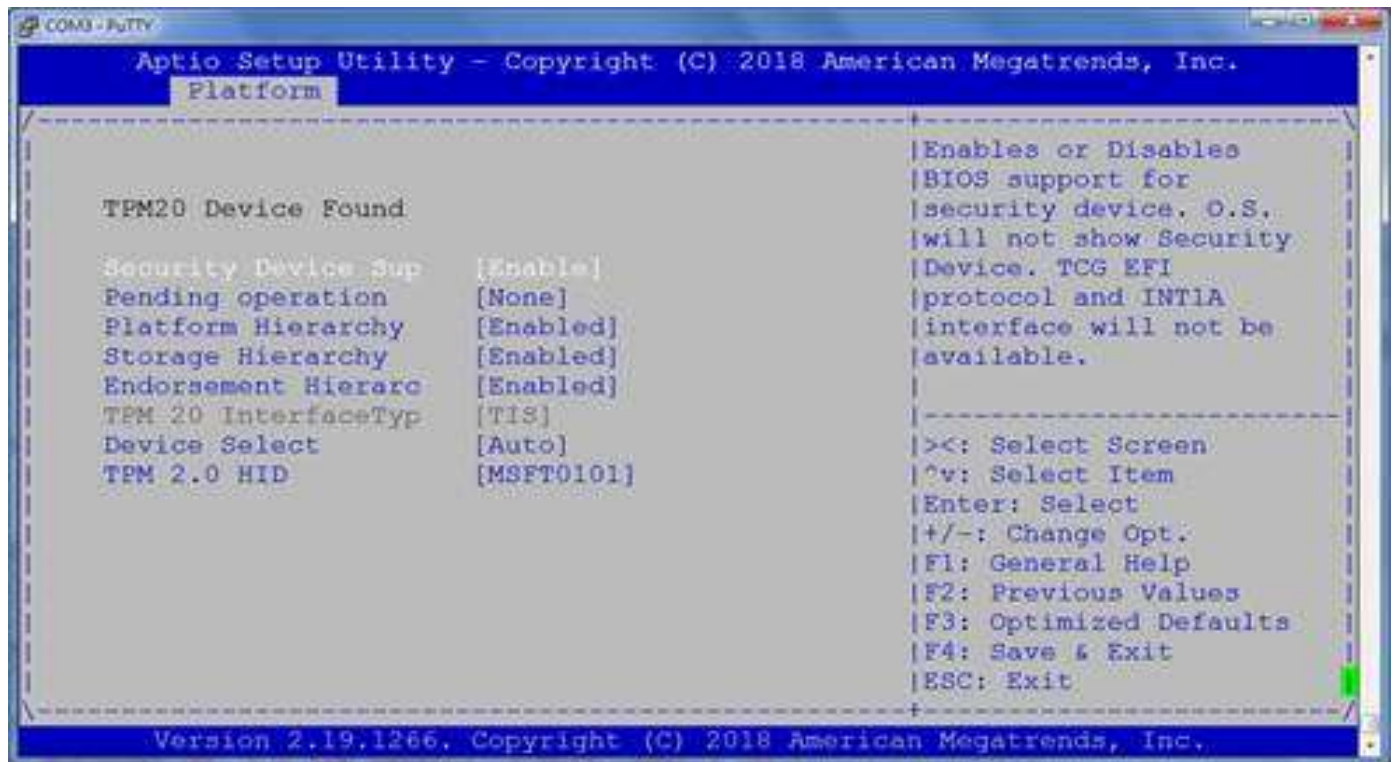 COM3 - PuTTY
Aptio Setup Utility - Copyright (C) 2018 American Megatrends, Inc.
Platform
TPM20 Device Found
Security Device Sup [Enable]
Pending operation [None]
Platform Hierarchy [Enabled]
Storage Hierarchy [Enabled]
Endorsement Hierarc [Enabled]
TPM 20 InterfaceTyp [TIS]
Device Select [Auto]
TPM 2.0 HID [MSFT0101]
|Enables or Disables
|BIOS support for
|security device. O.S.
|will not show Security
|Device. TCG EFI
|protocol and INT1A
|interface will not be
|available.
|><: Select Screen
|^v: Select Item
|Enter: Select
|+/-: Change Opt.
|F1: General Help
|F2: Previous Values
|F3: Optimized Defaults
|F4: Save & Exit
|ESC: Exit
Version 2.19.1266. Copyright (C) 2018 American Megatrends, Inc.